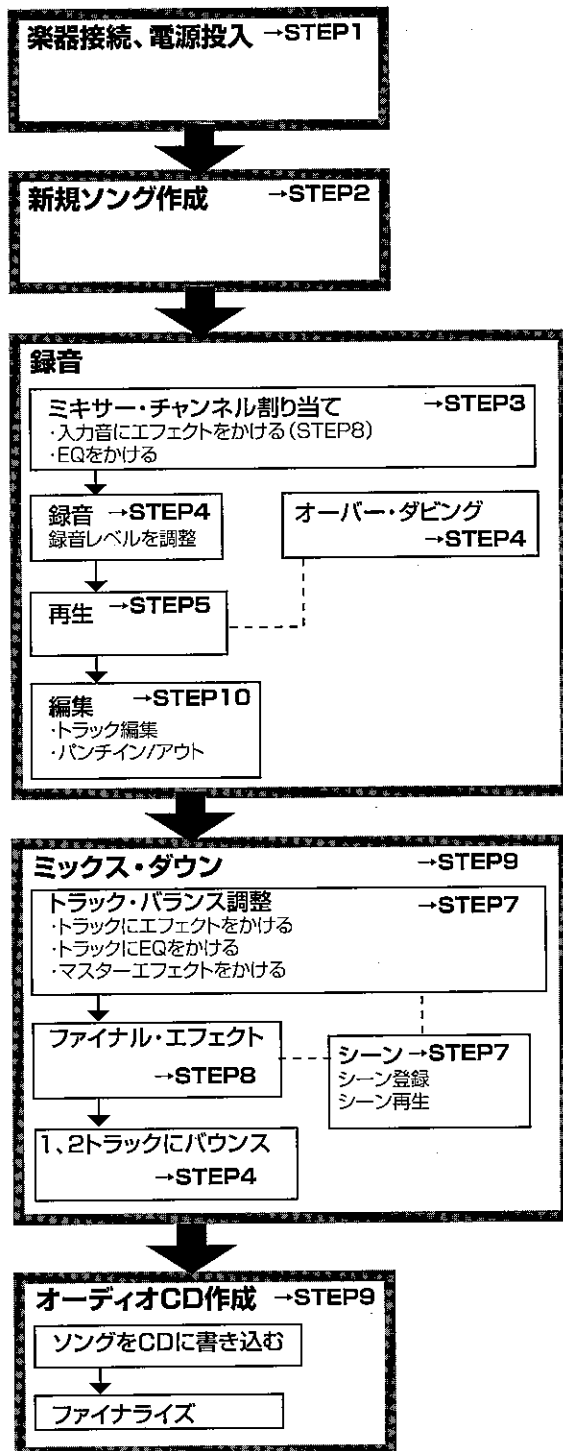 楽器接続、電源投入 →STEP1
新規ソング作成 →STEP2
録音
ミキサー・チャンネル割り当て →STEP3
・入力音にエフェクトをかける(STEP8)
・EQをかける
録音 →STEP4
録音レベルを調整
オーバー・ダビング
→STEP4
再生 →STEP5
編集 →STEP10
・トラック編集
・パンチイン/アウト
ミックス・ダウン →STEP9
トラック・バランス調整 →STEP7
・トラックにエフェクトをかける
・トラックにEQをかける
・マスターエフェクトをかける
ファイナル・エフェクト
→STEP8
シーン →STEP7
シーン登録
シーン再生
1、2トラックにバウンス
→STEP4
オーディオCD作成 →STEP9
ソングをCDに書き込む
ファイナライズ